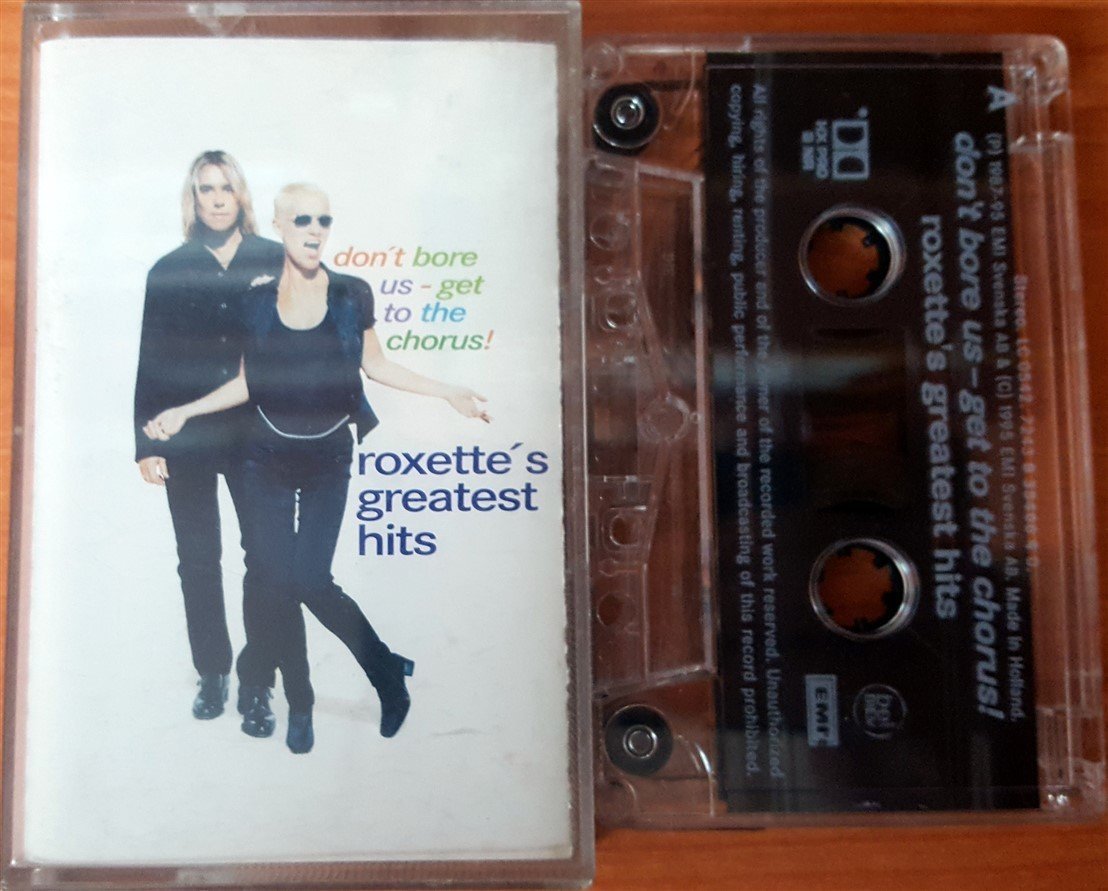 don´t bore
us - get
to the
chorus!
roxette´s
greatest
hits
A
(P) 1987-95 EMI Svenska AB & (C) 1995 EMI Svenska AB. Made In Holland.
don't bore us – get to the chorus!
roxette's greatest hits
EMI
All rights of the producer and of the owner of the recorded work reserved. Unauthorized
copying, hiring, renting, public performance and broadcasting of this record prohibited.